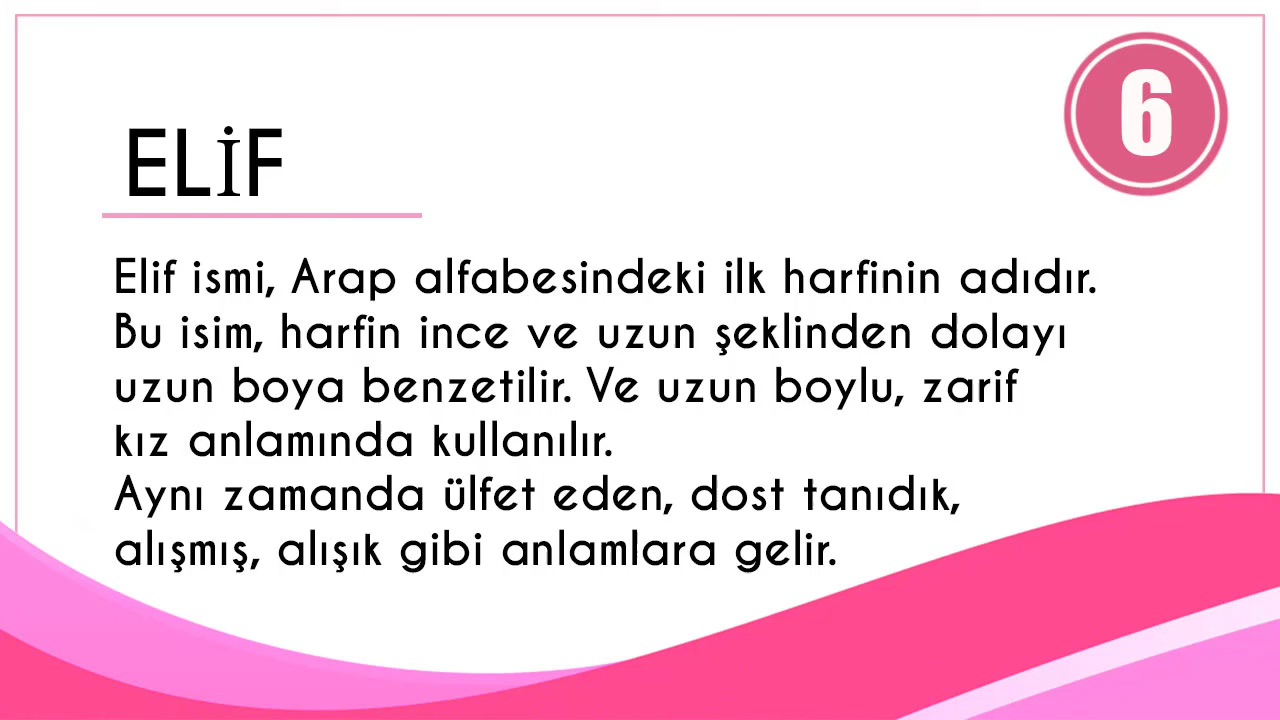 6
ELİF
Elif ismi, Arap alfabesindeki ilk harfinin adıdır.
Bu isim, harfin ince ve uzun şeklinden dolayı
uzun boya benzetilir. Ve uzun boylu, zarif
kız anlamında kullanılır.
Aynı zamanda ülfet eden, dost tanıdık,
alışmış, alışık gibi anlamlara gelir.